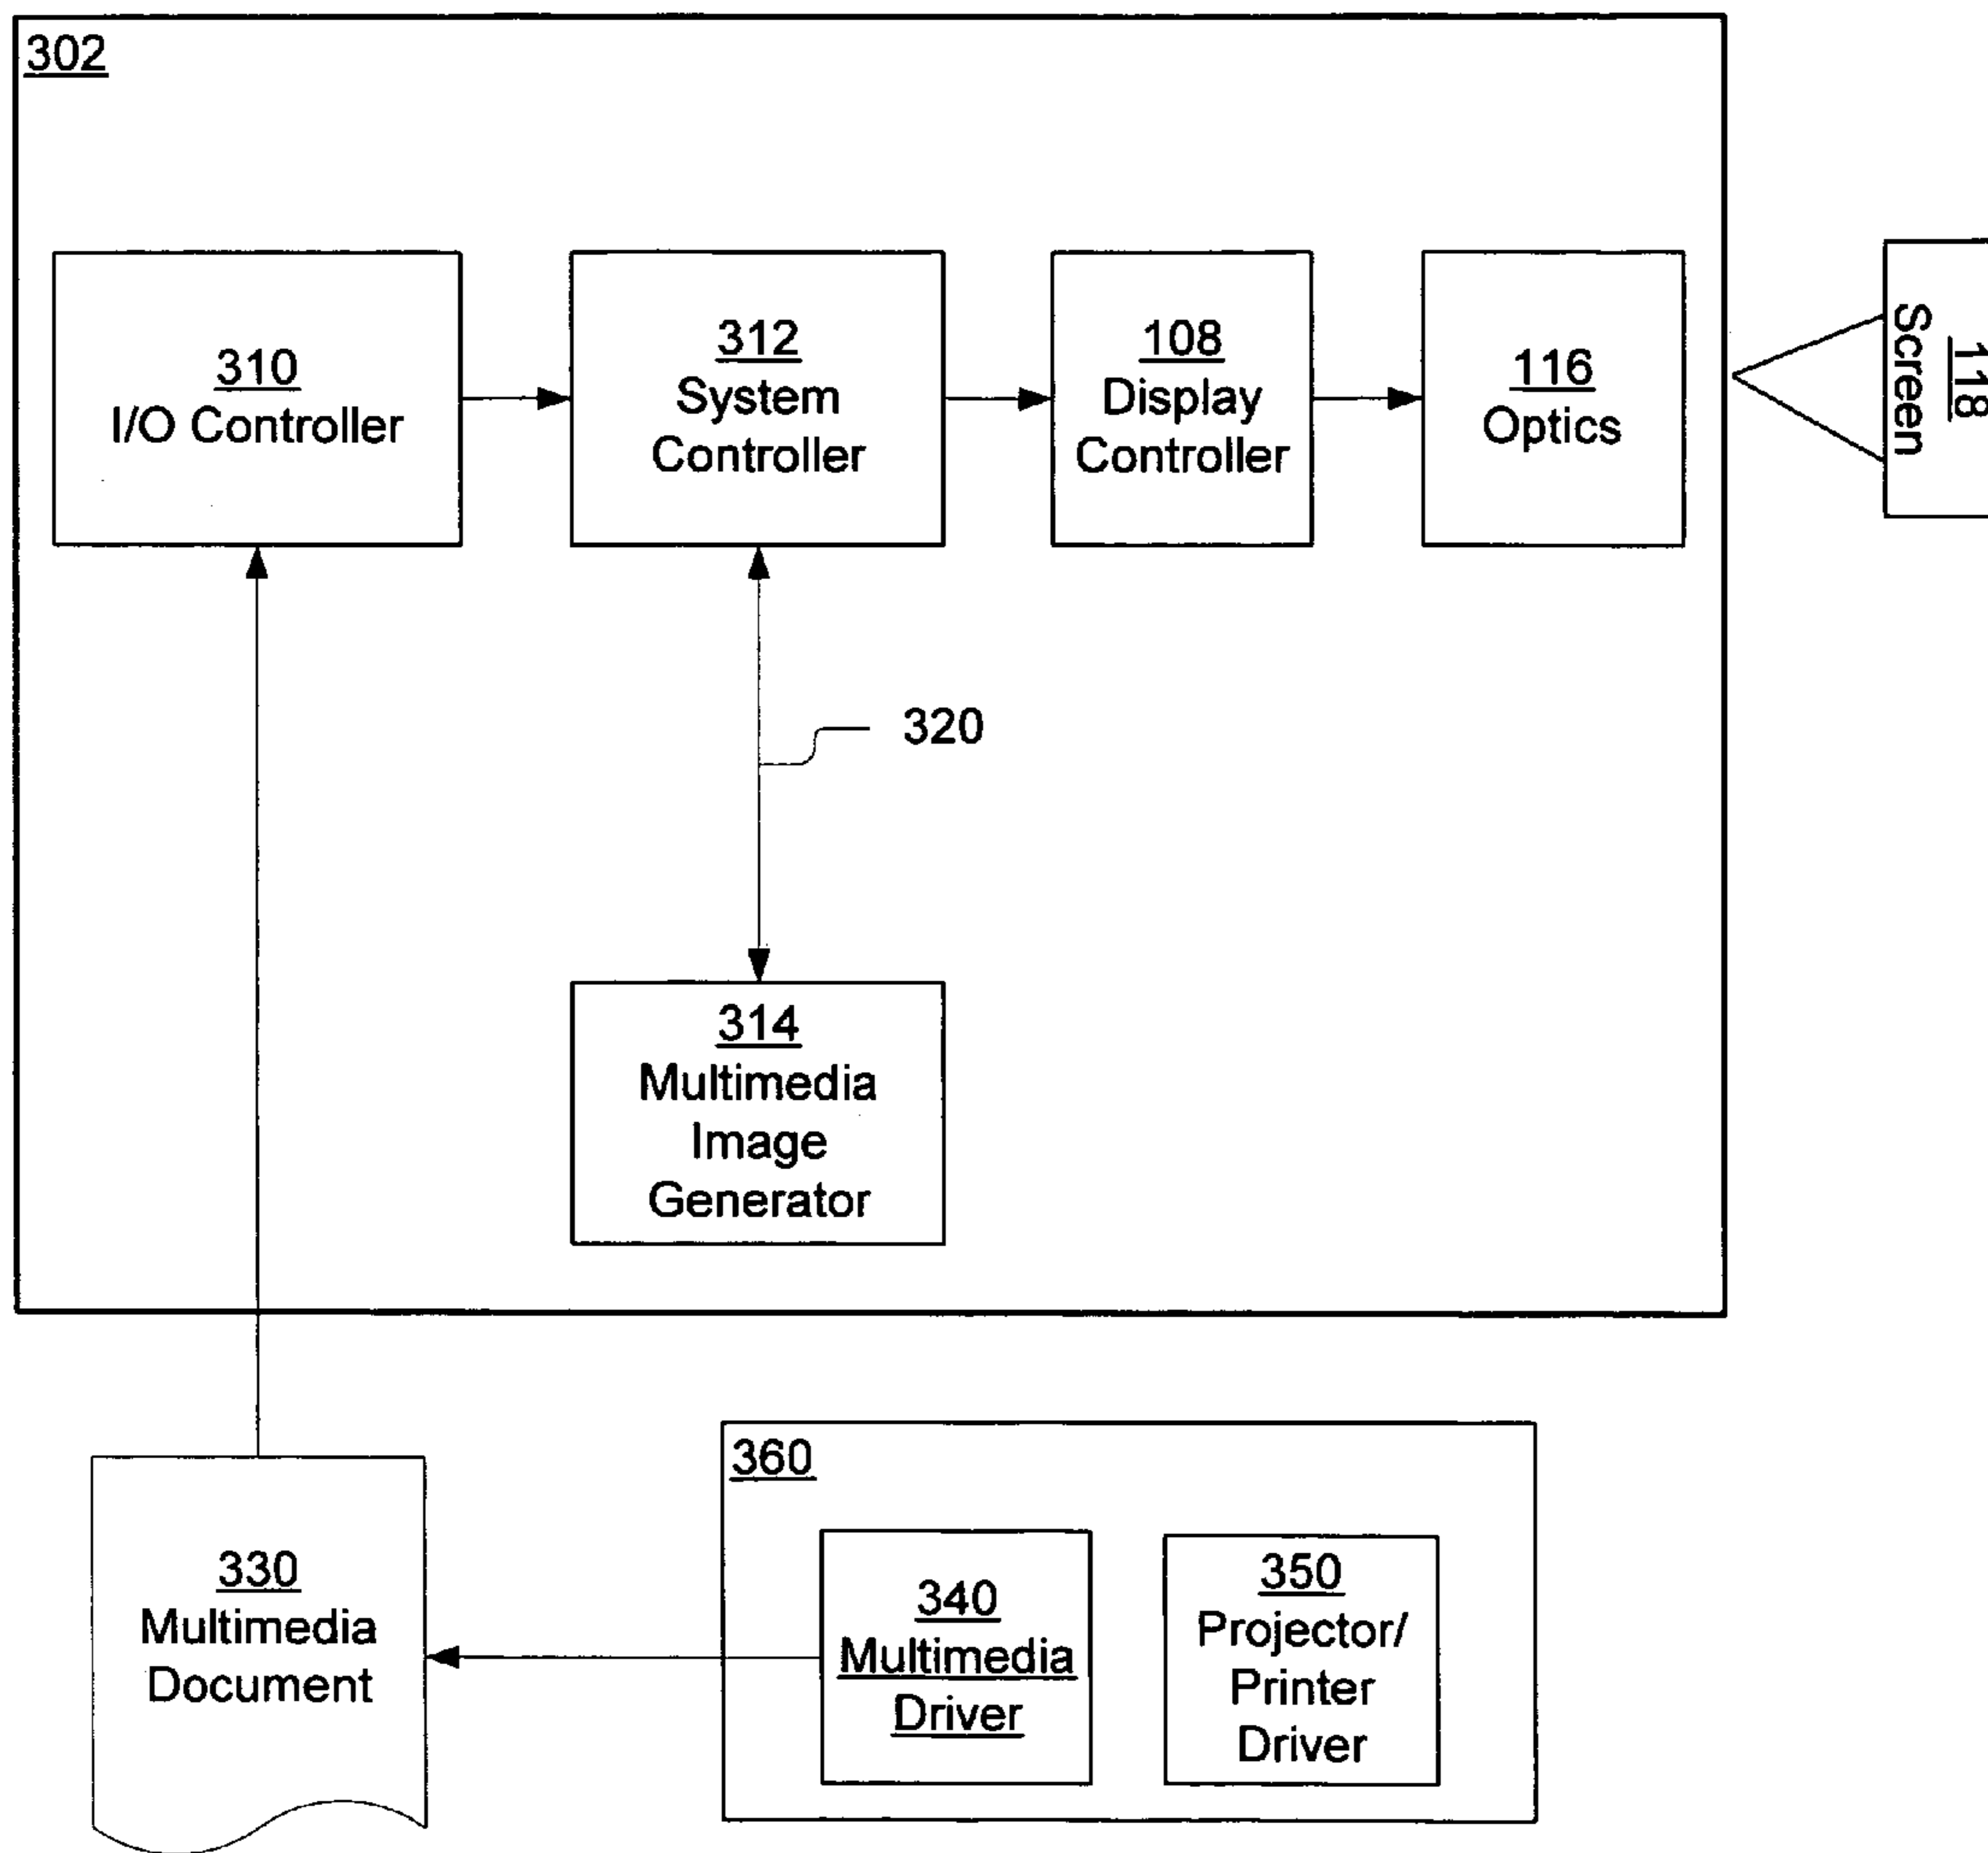 302
310
I/O Controller
312
System
Controller
108
Display
Controller
116
Optics
118
Screen
320
314
Multimedia
Image
Generator
330
Multimedia
Document
360
340
Multimedia
Driver
350
Projector/
Printer
Driver